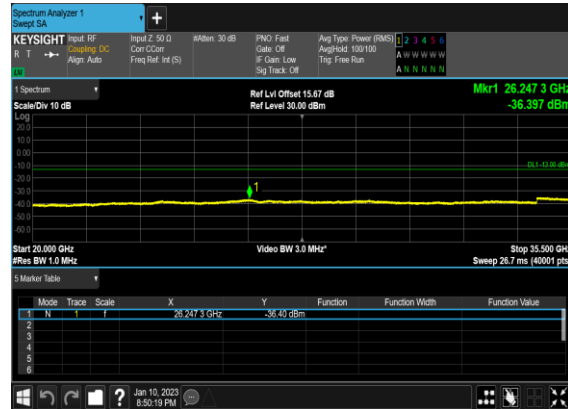 Spectrum Analyzer 1
Swept SA
+
KEYSIGHT Input: RF Input Z: 50 Ω #Atten: 30 dB PNO: Fast Avg Type: Power (RMS) 1 2 3 4 5 6
R T Coupling: DC Corr CCorr Gate: Off Avg|Hold: 100/100 A W W W W W
Align: Auto Freq Ref: Int (S) IF Gain: Low Trig: Free Run
Sig Track: Off A N N N N N
1 Spectrum Ref Lvl Offset 15.67 dB Mkr1 26.247 3 GHz
Scale/Div 10 dB Ref Level 30.00 dBm -36.397 dBm
Log
20.0
10.0
0.00
-10.0
DL1 -13.00 dBm
-20.0
-30.0
1
-40.0
-50.0
-60.0
Start 20.000 GHz Video BW 3.0 MHz* Stop 35.500 GHz
#Res BW 1.0 MHz Sweep 26.7 ms (40001 pts)
5 Marker Table
Mode Trace Scale X Y Function Function Width Function Value
1 N 1 f 26.247 3 GHz -36.40 dBm
2
3
4
5
6
? Jan 10, 2023
8:50:19 PM